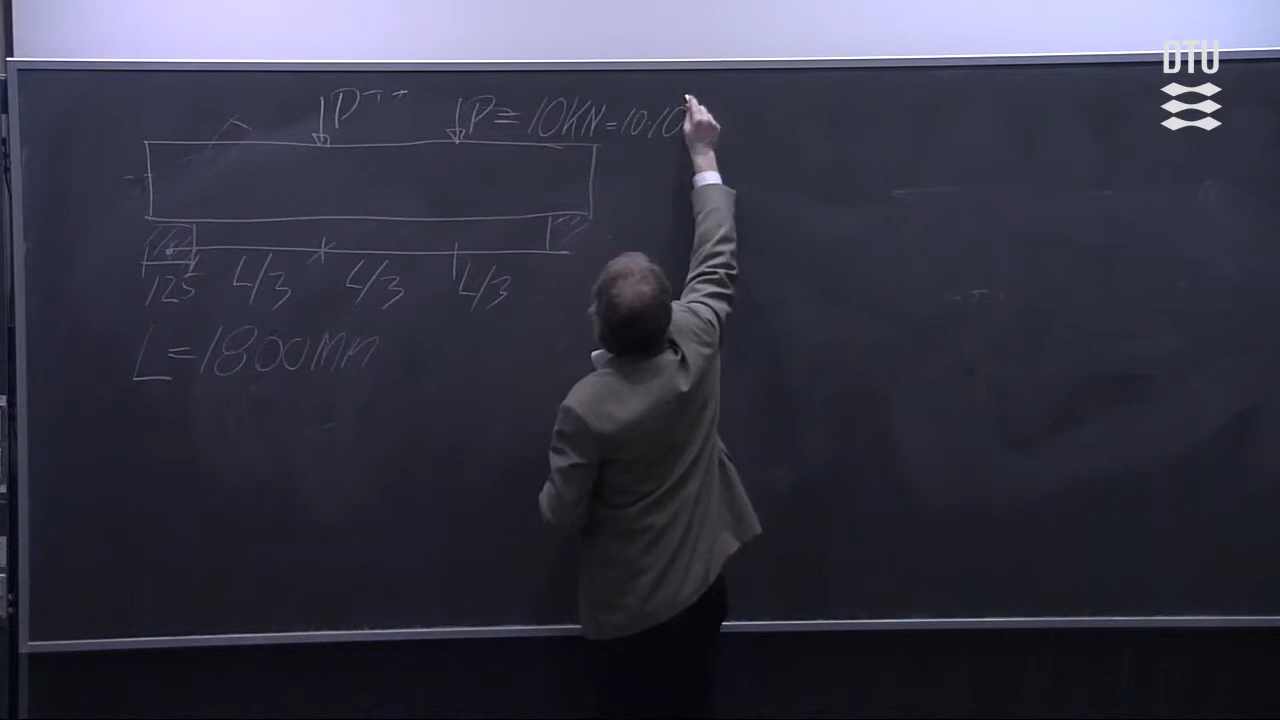 DTU
P P = 10KN = 10·10
125 L/3 L/3 L/3
L = 1800mm